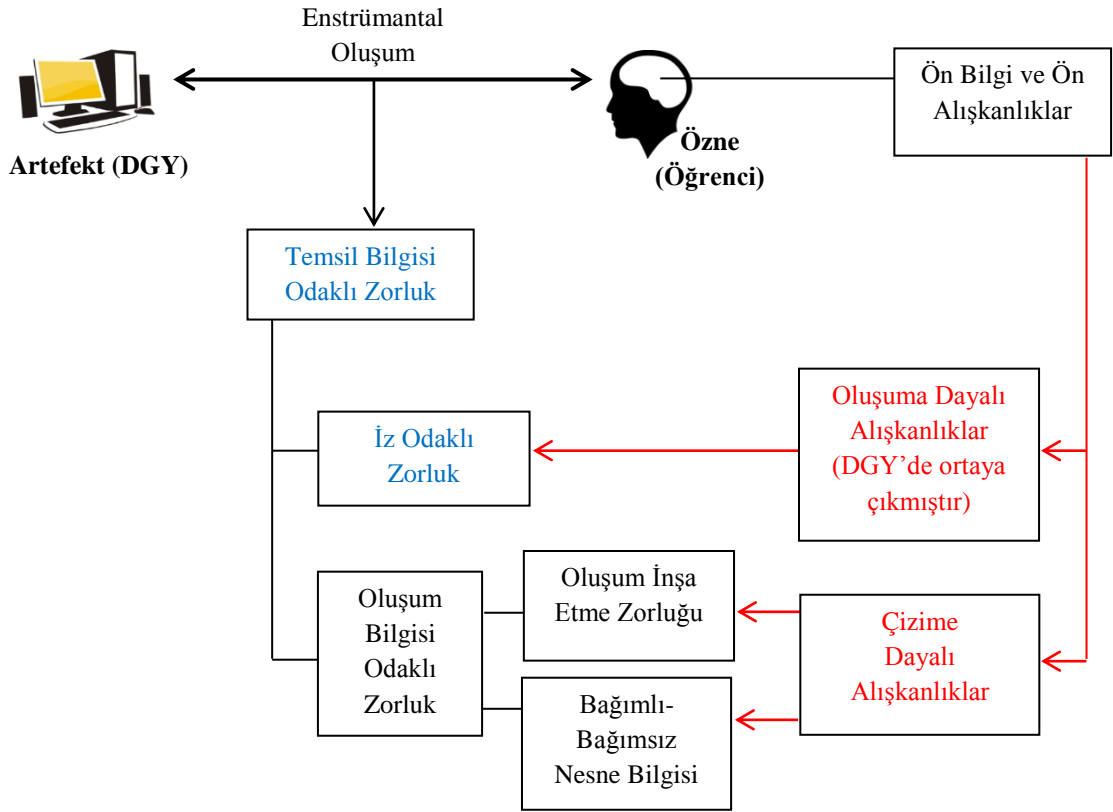 Enstrümantal
Oluşum
Artefekt (DGY)
Özne
(Öğrenci)
Ön Bilgi ve Ön
Alışkanlıklar
Temsil Bilgisi
Odaklı Zorluk
İz Odaklı
Zorluk
Oluşuma Dayalı
Alışkanlıklar
(DGY’de ortaya
çıkmıştır)
Oluşum
Bilgisi
Odaklı
Zorluk
Oluşum İnşa
Etme Zorluğu
Bağımlı-
Bağımsız
Nesne Bilgisi
Çizime
Dayalı
Alışkanlıklar